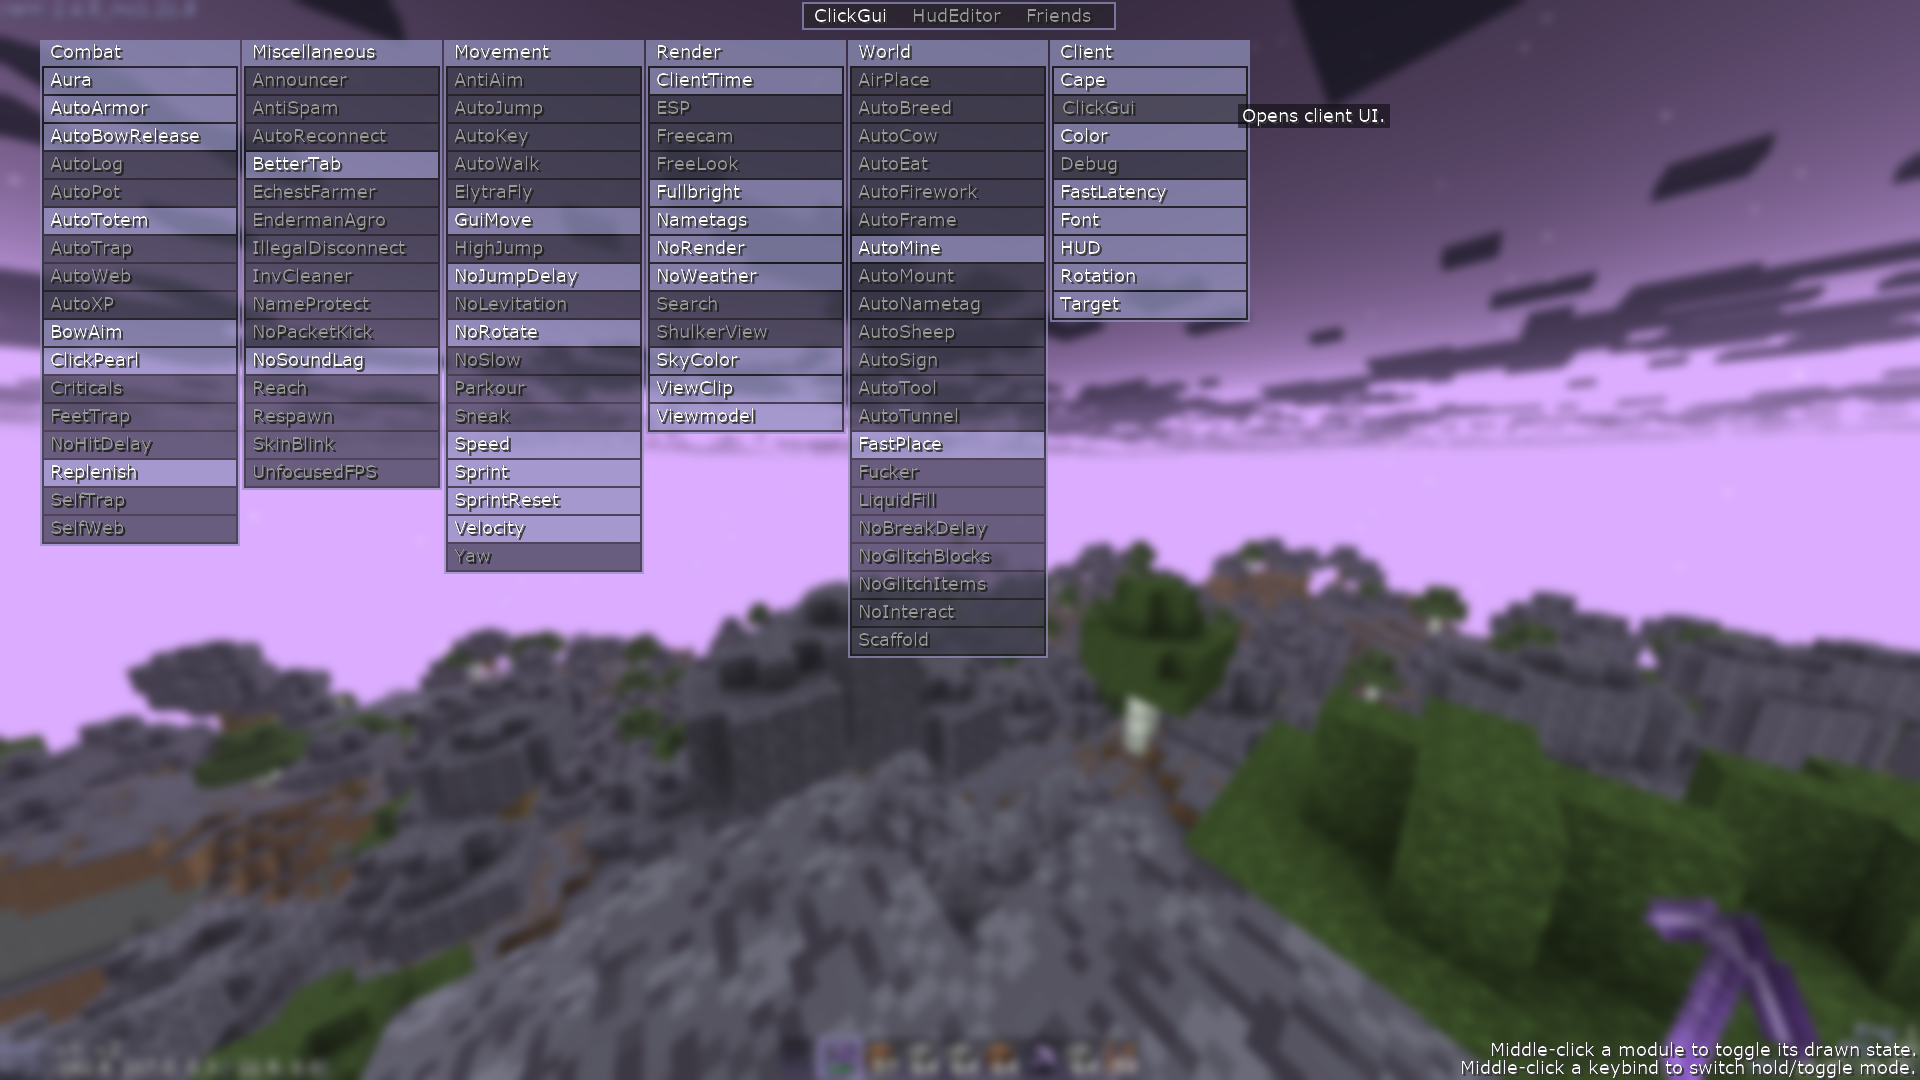 ClickGui HudEditor Friends
Combat
Aura
AutoArmor
AutoBowRelease
AutoLog
AutoPot
AutoTotem
AutoTrap
AutoWeb
AutoXP
BowAim
ClickPearl
Criticals
FeetTrap
NoHitDelay
Replenish
SelfTrap
SelfWeb
Miscellaneous
Announcer
AntiSpam
AutoReconnect
BetterTab
EchestFarmer
EndermanAgro
IllegalDisconnect
InvCleaner
NameProtect
NoPacketKick
NoSoundLag
Reach
Respawn
SkinBlink
UnfocusedFPS
Movement
AntiAim
AutoJump
AutoKey
AutoWalk
ElytraFly
GuiMove
HighJump
NoJumpDelay
NoLevitation
NoRotate
NoSlow
Parkour
Sneak
Speed
Sprint
SprintReset
Velocity
Yaw
Render
ClientTime
ESP
Freecam
FreeLook
Fullbright
Nametags
NoRender
NoWeather
Search
ShulkerView
SkyColor
ViewClip
Viewmodel
World
AirPlace
AutoBreed
AutoCow
AutoEat
AutoFirework
AutoFrame
AutoMine
AutoMount
AutoNametag
AutoSheep
AutoSign
AutoTool
AutoTunnel
FastPlace
Fucker
LiquidFill
NoBreakDelay
NoGlitchBlocks
NoGlitchItems
NoInteract
Scaffold
Client
Cape
ClickGui
Color
Debug
FastLatency
Font
HUD
Rotation
Target
Opens client UI.
Middle-click a module to toggle its drawn state.
Middle-click a keybind to switch hold/toggle mode.